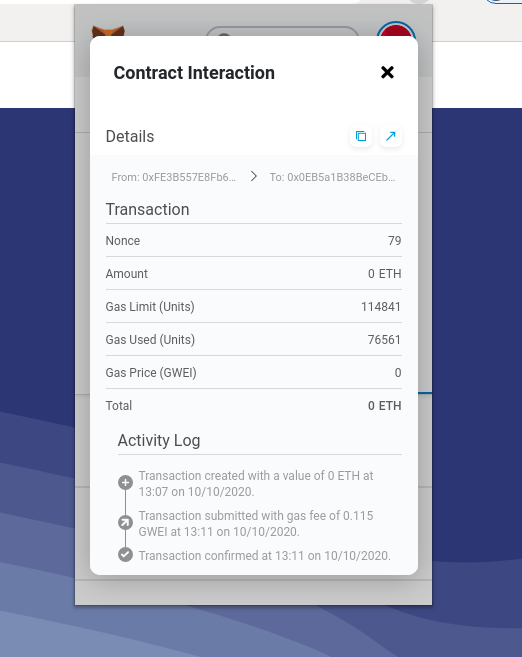 Contract Interaction
Details
From: 0xFE3B557E8Fb6...
To: 0x0EB5a1B38BeCEb...
Transaction
Nonce 79
Amount 0 ETH
Gas Limit (Units) 114841
Gas Used (Units) 76561
Gas Price (GWEI) 0
Total 0 ETH
Activity Log
Transaction created with a value of 0 ETH at
13:07 on 10/10/2020.
Transaction submitted with gas fee of 0.115
GWEI at 13:11 on 10/10/2020.
Transaction confirmed at 13:11 on 10/10/2020.